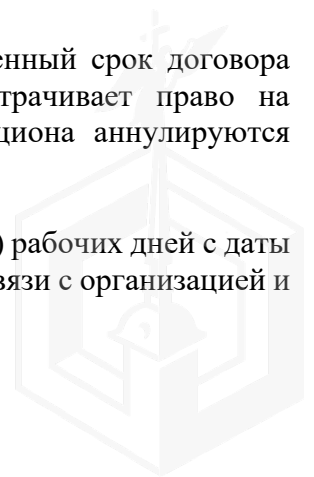 енный срок договора
трачивает право на
циона аннулируются
) рабочих дней с даты
вязи с организацией и